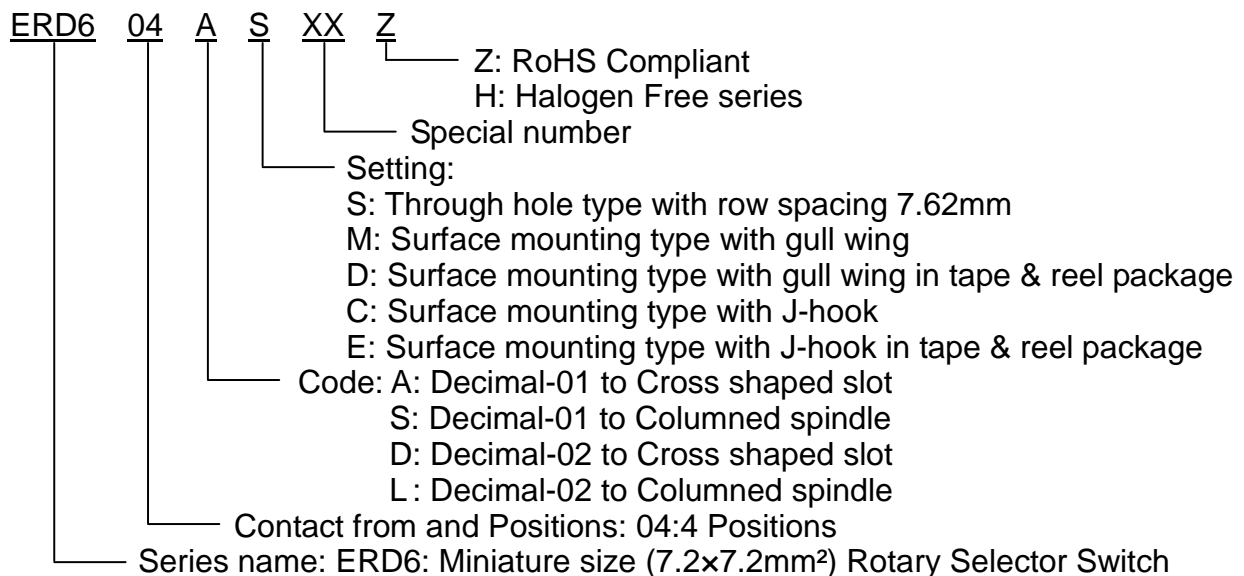 ERD6 04 A S XX Z
Z: RoHS Compliant
H: Halogen Free series
Special number
Setting:
S: Through hole type with row spacing 7.62mm
M: Surface mounting type with gull wing
D: Surface mounting type with gull wing in tape & reel package
C: Surface mounting type with J-hook
E: Surface mounting type with J-hook in tape & reel package
Code: A: Decimal-01 to Cross shaped slot
S: Decimal-01 to Columned spindle
D: Decimal-02 to Cross shaped slot
L: Decimal-02 to Columned spindle
Contact from and Positions: 04:4 Positions
Series name: ERD6: Miniature size (7.2×7.2mm²) Rotary Selector Switch